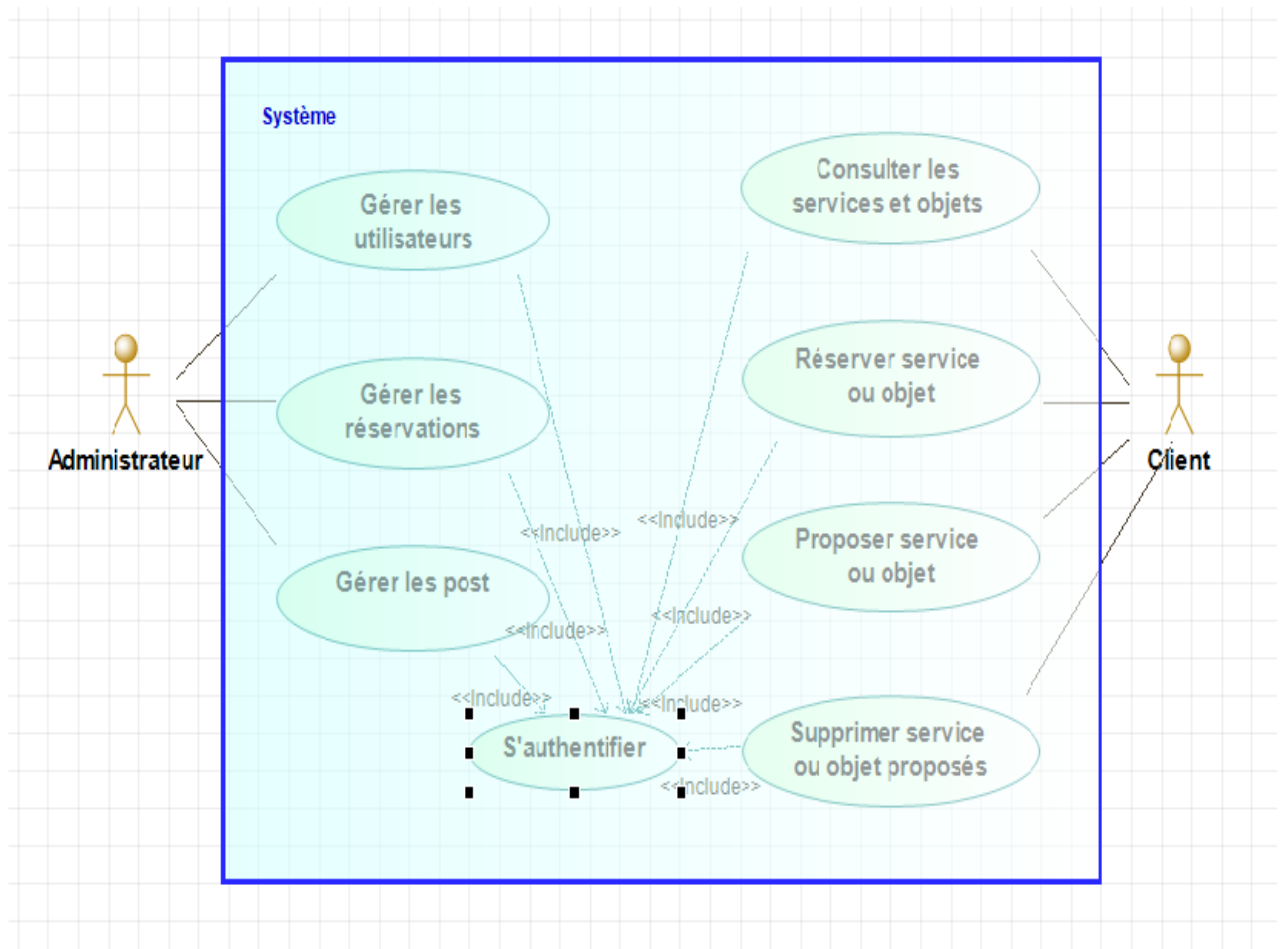 Système
Consulter les
services et objets
Gérer les
utilisateurs
Réserver service
ou objet
Gérer les
réservations
Administrateur
Client
<<Include>>
<<Include>>
Proposer service
ou objet
Gérer les post
<<Include>>
<<Include>>
<<Include>>
<<Include>>
S'authentifier
Supprimer service
ou objet proposés
<<Include>>